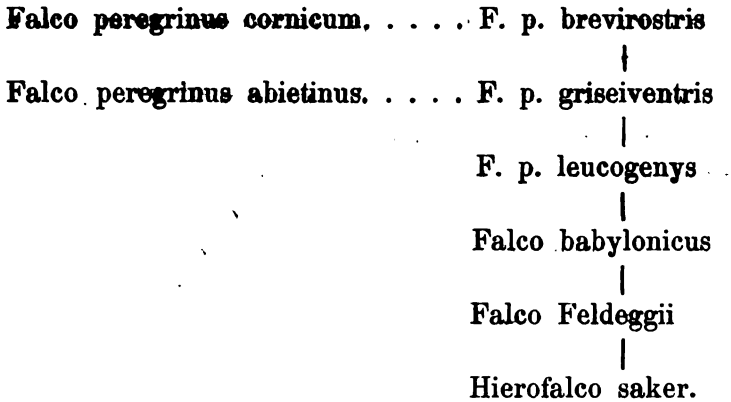 Falco peregrinus cornicum. . . . . . F. p. brevirostris
Falco peregrinus abietinus. . . . . . F. p. griseiventris
F. p. leucogenys
Falco babylonicus
Falco Feldeggii
Hierofalco saker.